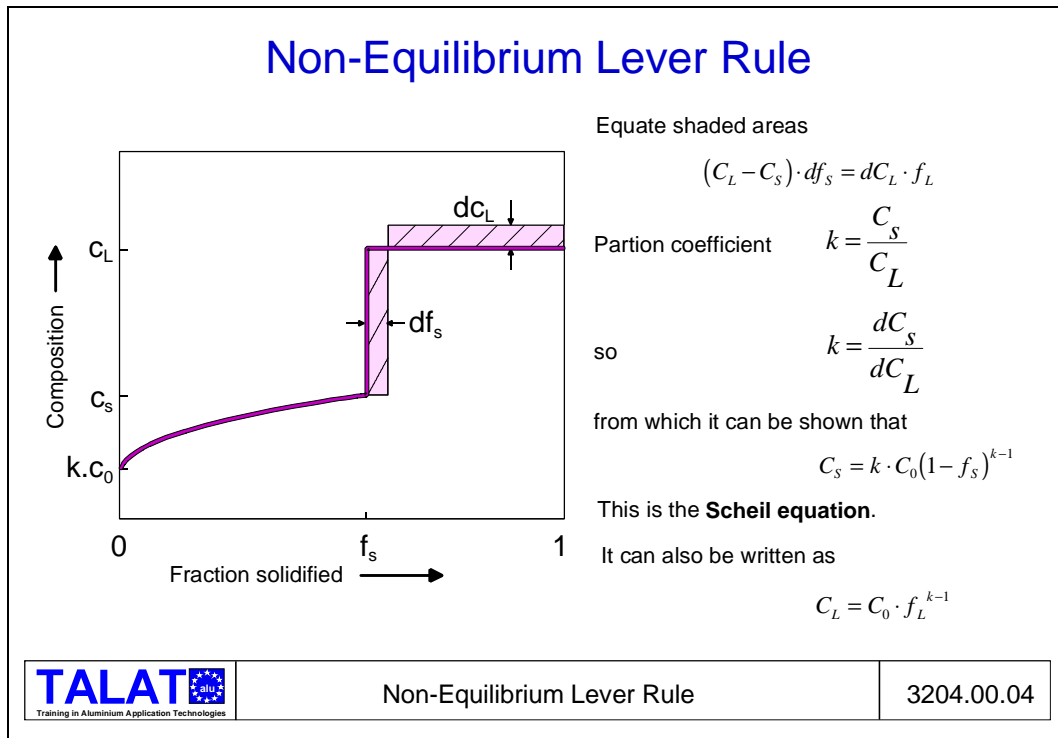 Non-Equilibrium Lever Rule
Equate shaded areas
(C_L − C_S) · df_S = dC_L · f_L
Partion coefficient k = C_s / C_L
so k = dC_s / dC_L
from which it can be shown that
C_S = k · C_0 (1 − f_S)^{k−1}
This is the Scheil equation.
It can also be written as
C_L = C_0 · f_L^{k−1}
dc_L
c_L
df_s
Composition
c_s
k.c_0
0 f_s 1
Fraction solidified
TALAT alu
Training in Aluminium Application Technologies
Non-Equilibrium Lever Rule
3204.00.04